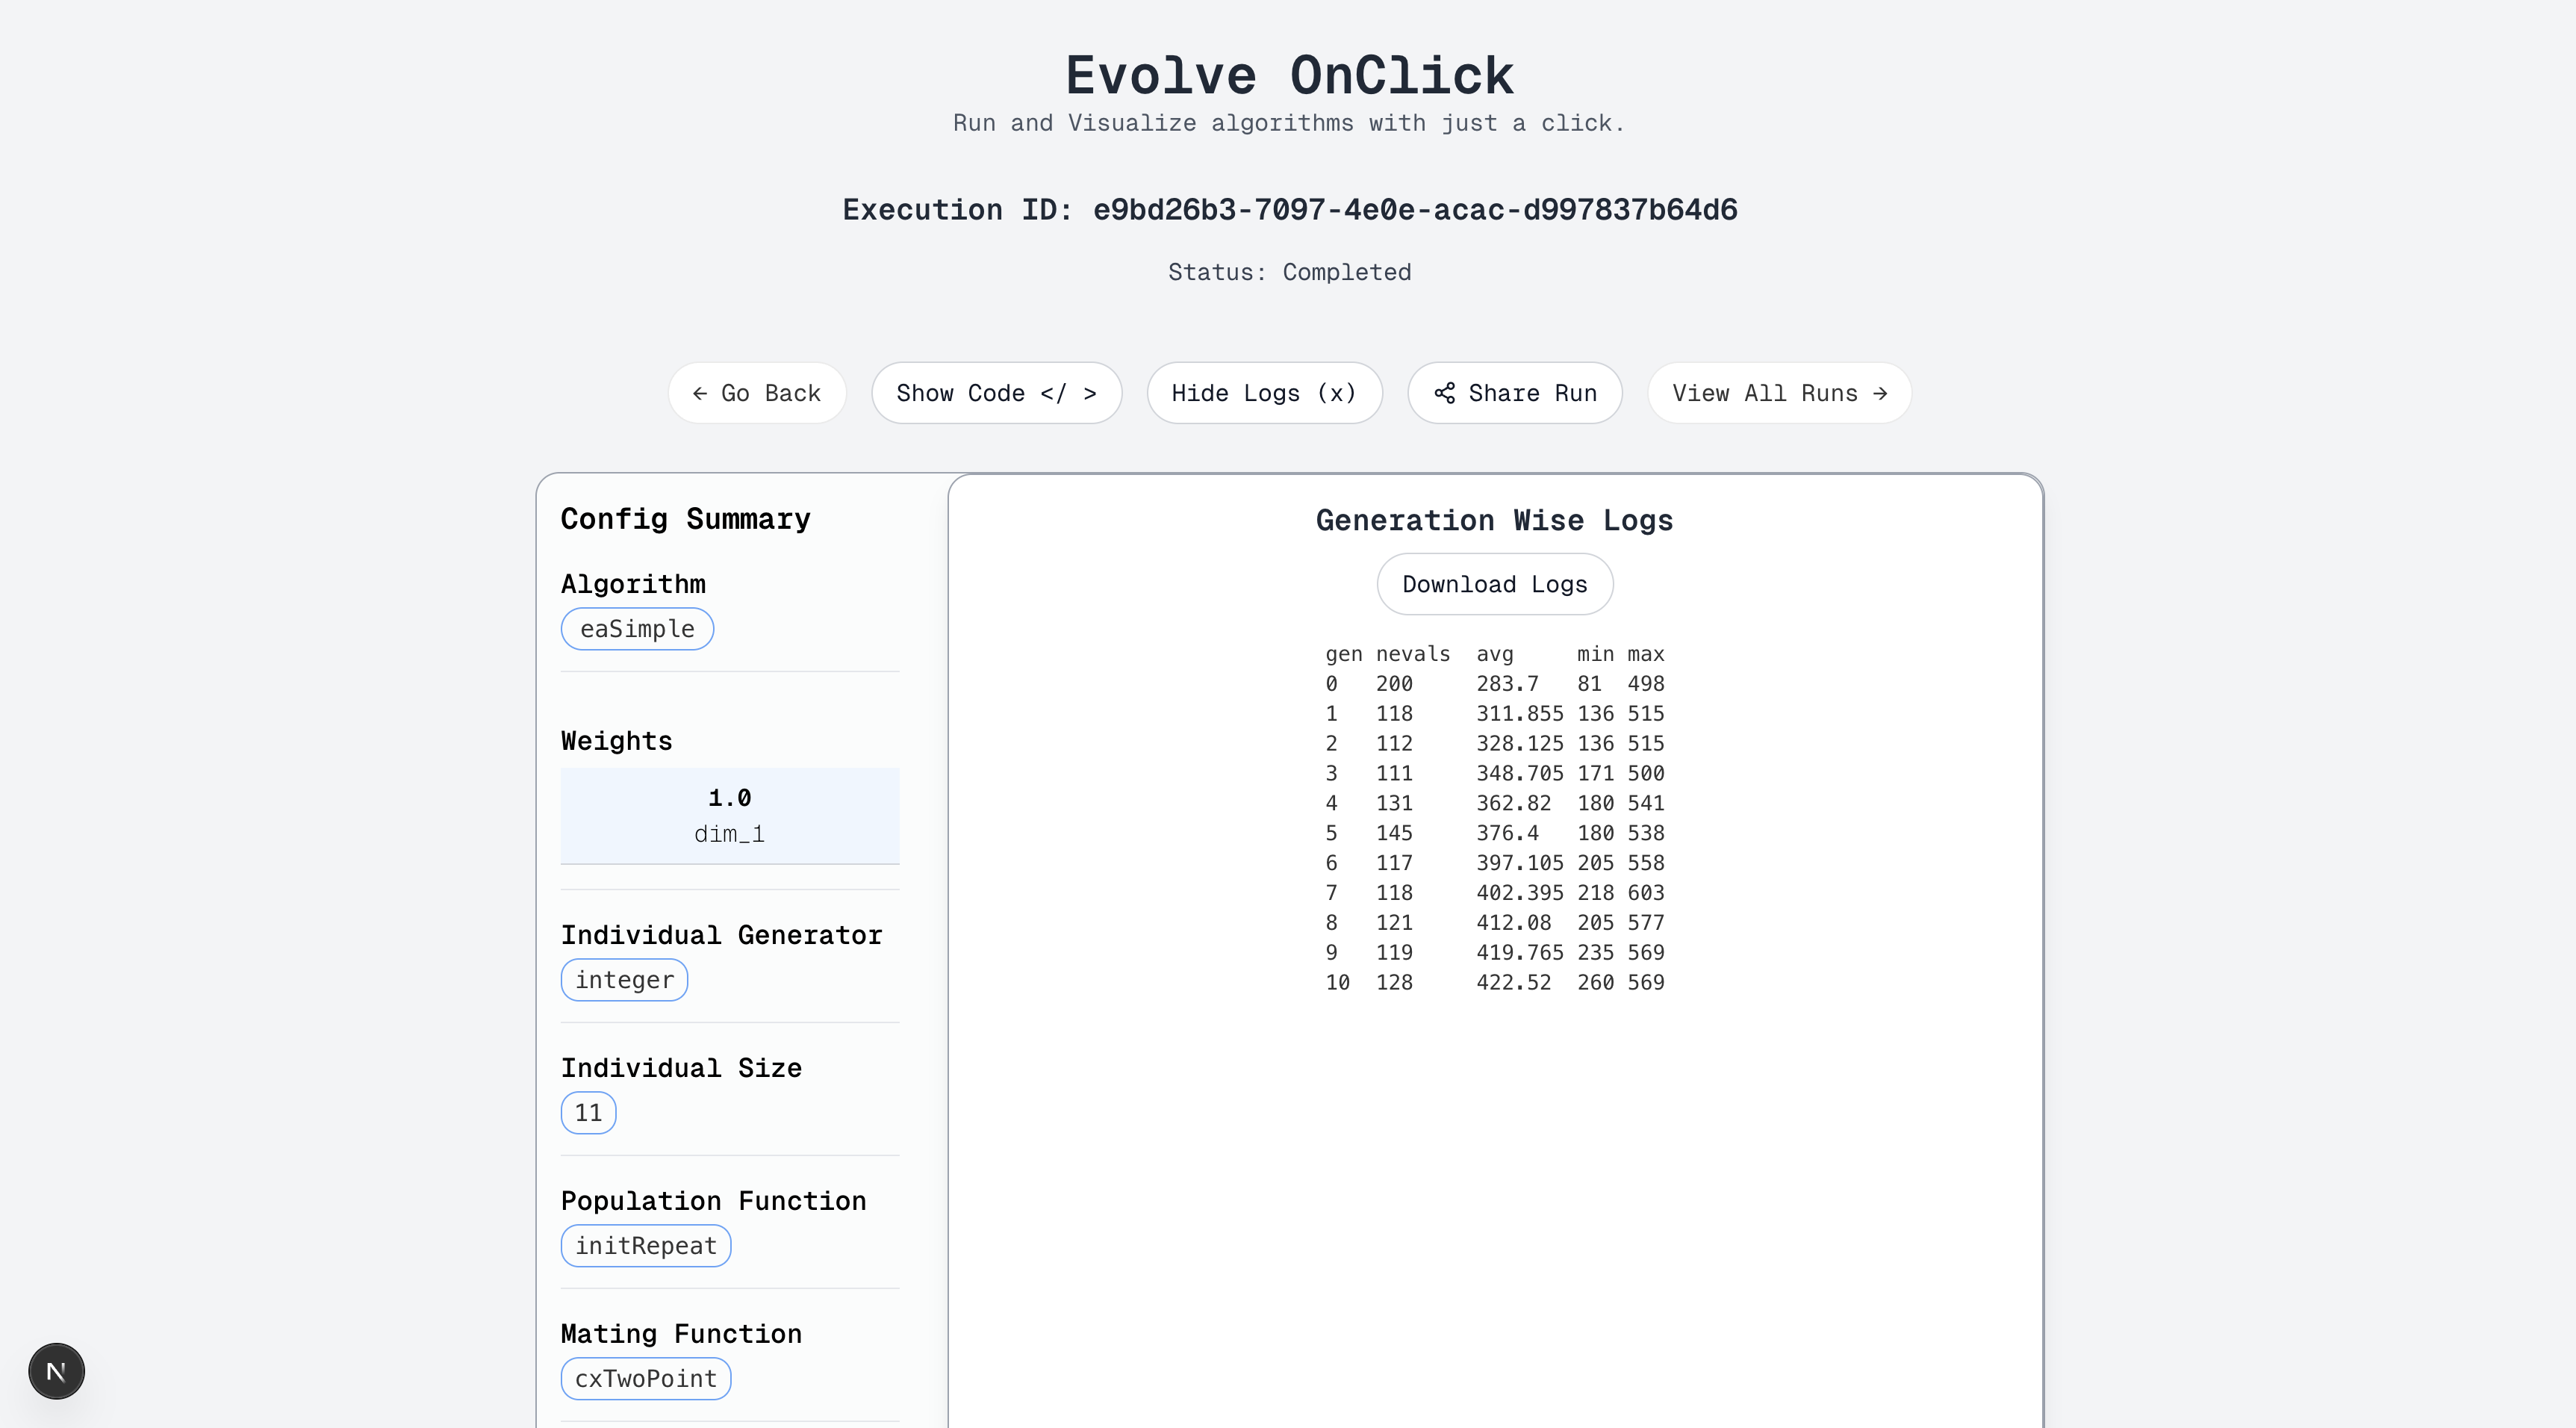 Evolve OnClick
Run and Visualize algorithms with just a click.
Execution ID: e9bd26b3-7097-4e0e-acac-d997837b64d6
Status: Completed
← Go Back
Show Code </ >
Hide Logs (x)
Share Run
View All Runs →
Config Summary
Algorithm
eaSimple
Weights
1.0
dim_1
Individual Generator
integer
Individual Size
11
Population Function
initRepeat
Mating Function
cxTwoPoint
Generation Wise Logs
Download Logs
gen nevals avg min max
0 200 283.7 81 498
1 118 311.855 136 515
2 112 328.125 136 515
3 111 348.705 171 500
4 131 362.82 180 541
5 145 376.4 180 538
6 117 397.105 205 558
7 118 402.395 218 603
8 121 412.08 205 577
9 119 419.765 235 569
10 128 422.52 260 569
N